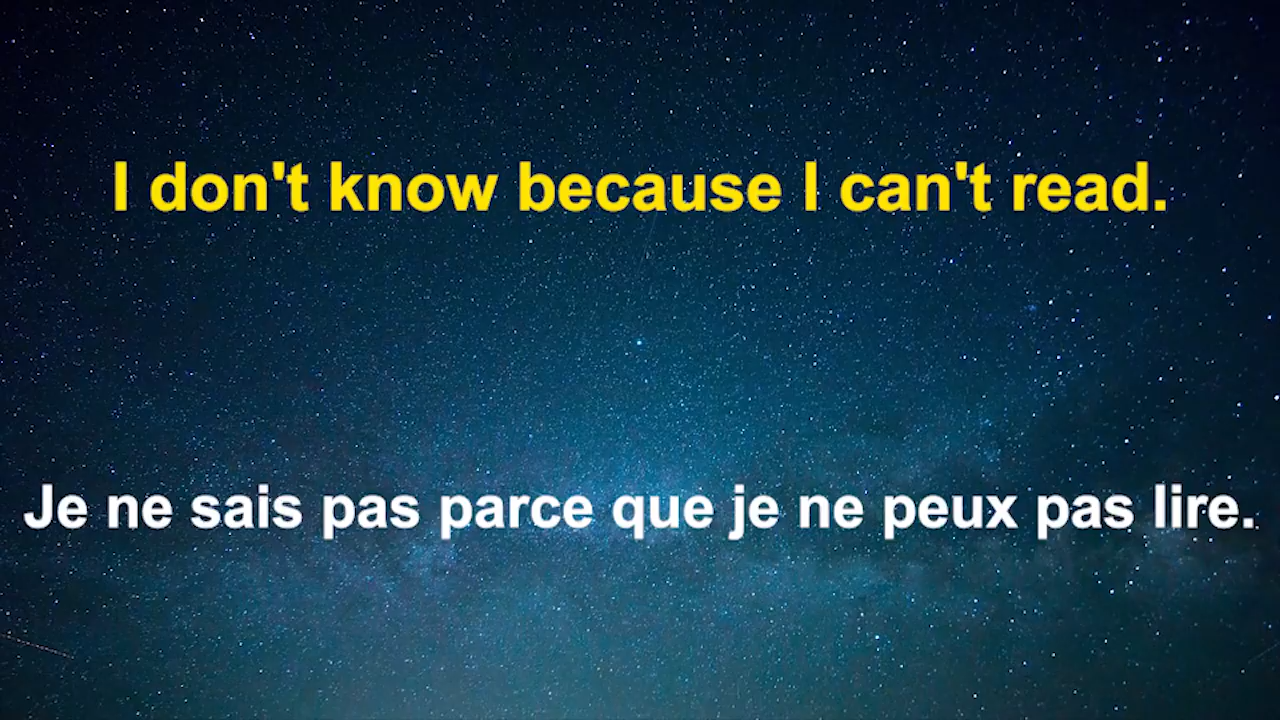 I don't know because I can't read.
Je ne sais pas parce que je ne peux pas lire.